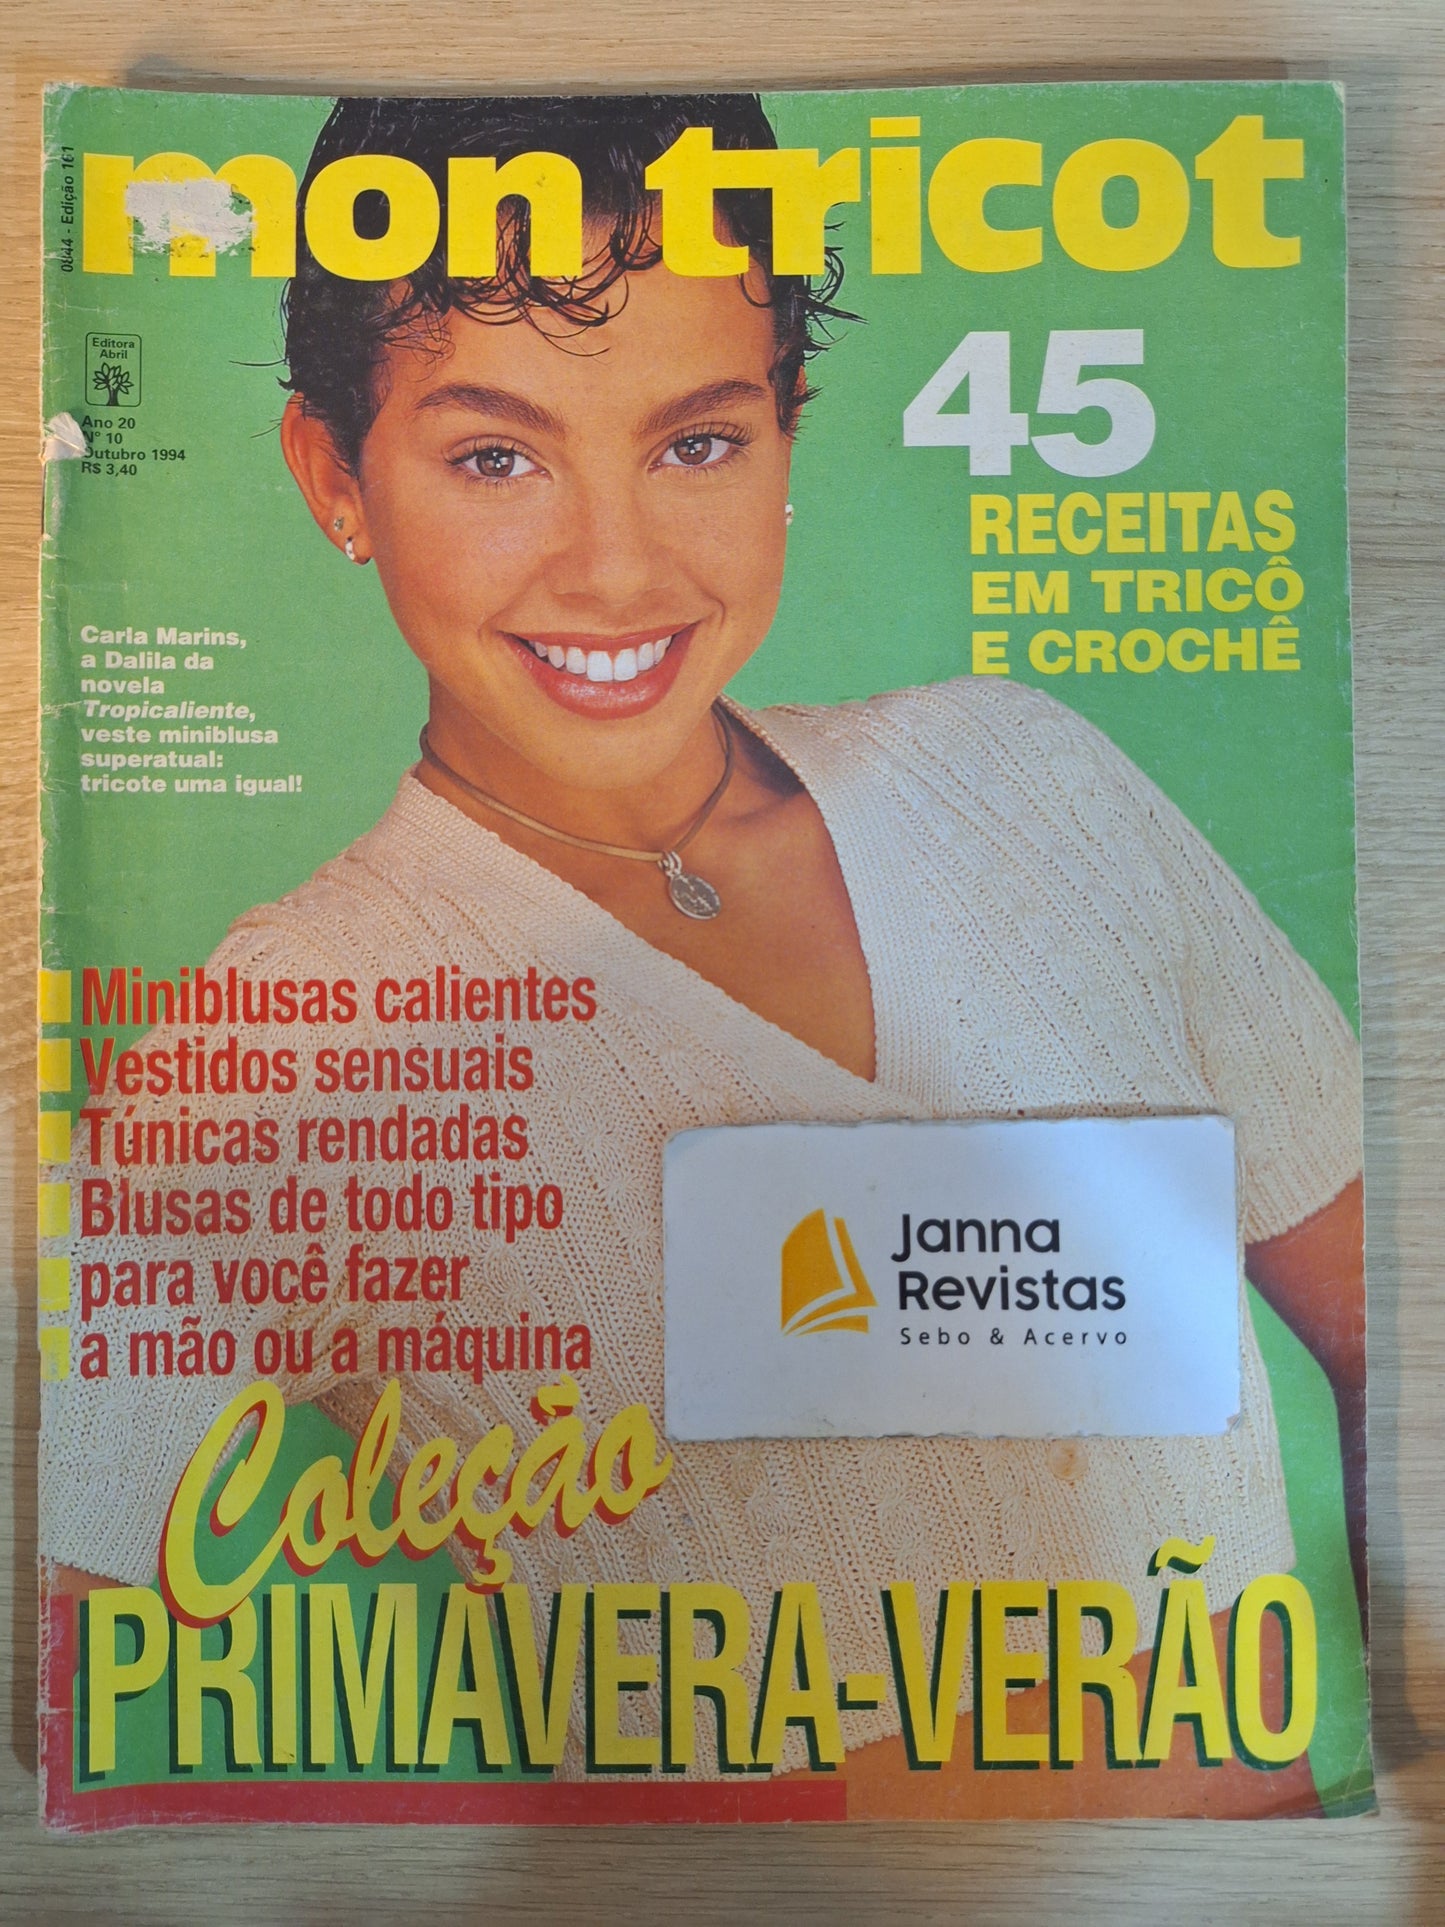 0844 - Edição 161
mon tricot
Editora
Abril
Ano 20
Nº 10
Outubro 1994
R$ 3,40
45
RECEITAS
EM TRICÔ
E CROCHÊ
Carla Marins,
a Dalila da
novela
Tropicaliente,
veste miniblusa
superatual:
tricote uma igual!
Miniblusas calientes
Vestidos sensuais
Túnicas rendadas
Blusas de todo tipo
para você fazer
a mão ou a máquina
Janna
Revistas
Sebo & Acervo
Coleção
PRIMAVERA-VERÃO